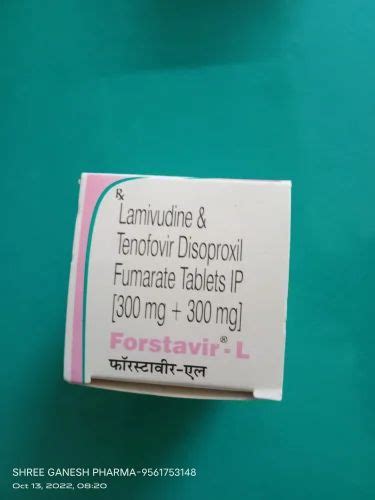 Rx
Lamivudine &
Tenofovir Disoproxil
Fumarate Tablets IP
[300 mg + 300 mg]
Forstavir®-L
फॉरस्टावीर-एल
SHREE GANESH PHARMA-9561753148
Oct 13, 2022, 08:20